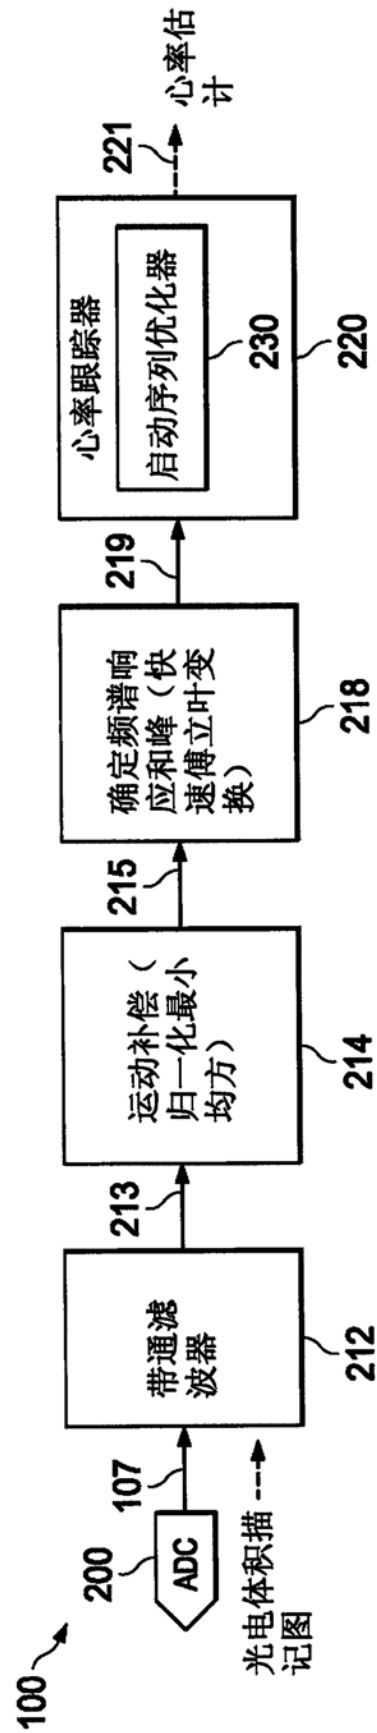 100
200
ADC
107
光电体积描
记图
带通滤
波器
212
213
运动补偿（
归一化最小
均方）
214
215
确定频谱响
应和峰（快
速傅立叶变
换）
218
219
心率跟踪器
启动序列优化器
230
220
221
心率估
计